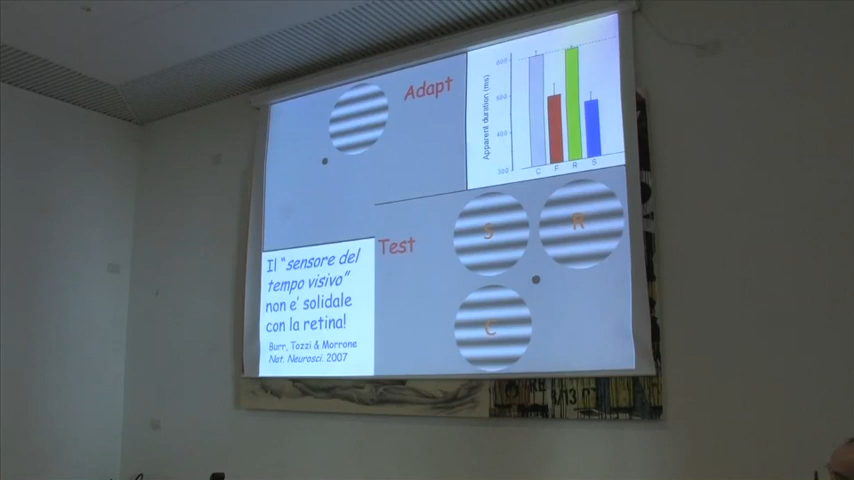 Adapt
Apparent duration (ms)
600
500
400
300
C F R S
Test
S
R
C
Il "sensore del
tempo visivo"
non e' solidale
con la retina!
Burr, Tozzi & Morrone
Nat. Neurosci. 2007